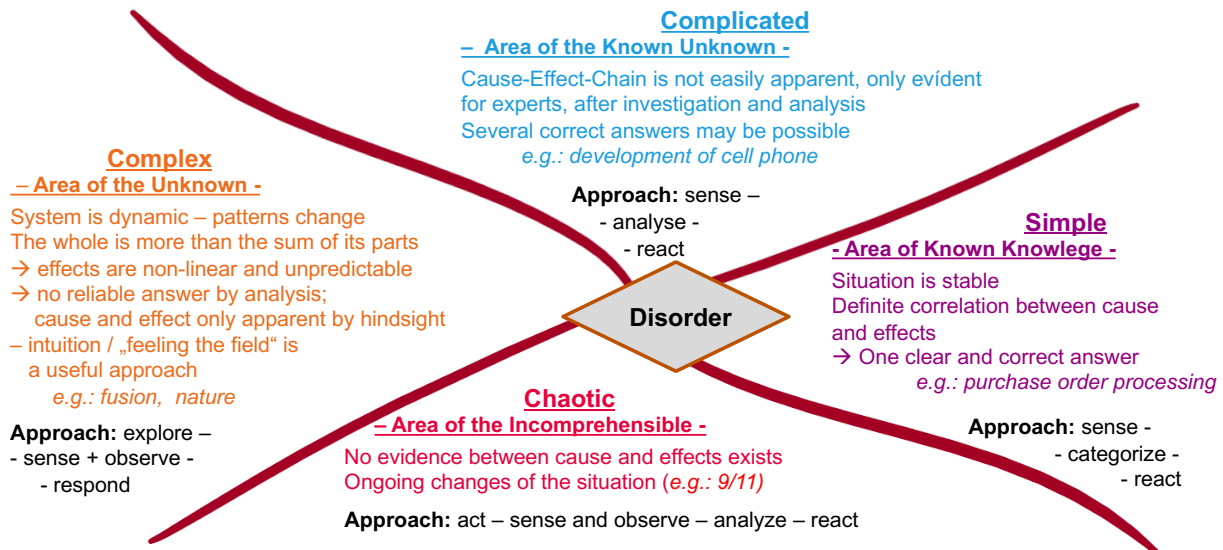 Complicated
– Area of the Known Unknown -
Cause-Effect-Chain is not easily apparent, only evídent
for experts, after investigation and analysis
Several correct answers may be possible
e.g.: development of cell phone
Approach: sense –
- analyse -
- react
Complex
– Area of the Unknown -
System is dynamic – patterns change
The whole is more than the sum of its parts
→ effects are non-linear and unpredictable
→ no reliable answer by analysis;
cause and effect only apparent by hindsight
– intuition / „feeling the field“ is
a useful approach
e.g.: fusion, nature
Approach: explore –
- sense + observe -
- respond
Disorder
Simple
- Area of Known Knowlege -
Situation is stable
Definite correlation between cause
and effects
→ One clear and correct answer
e.g.: purchase order processing
Approach: sense -
- categorize -
- react
Chaotic
– Area of the Incomprehensible -
No evidence between cause and effects exists
Ongoing changes of the situation (e.g.: 9/11)
Approach: act – sense and observe – analyze – react